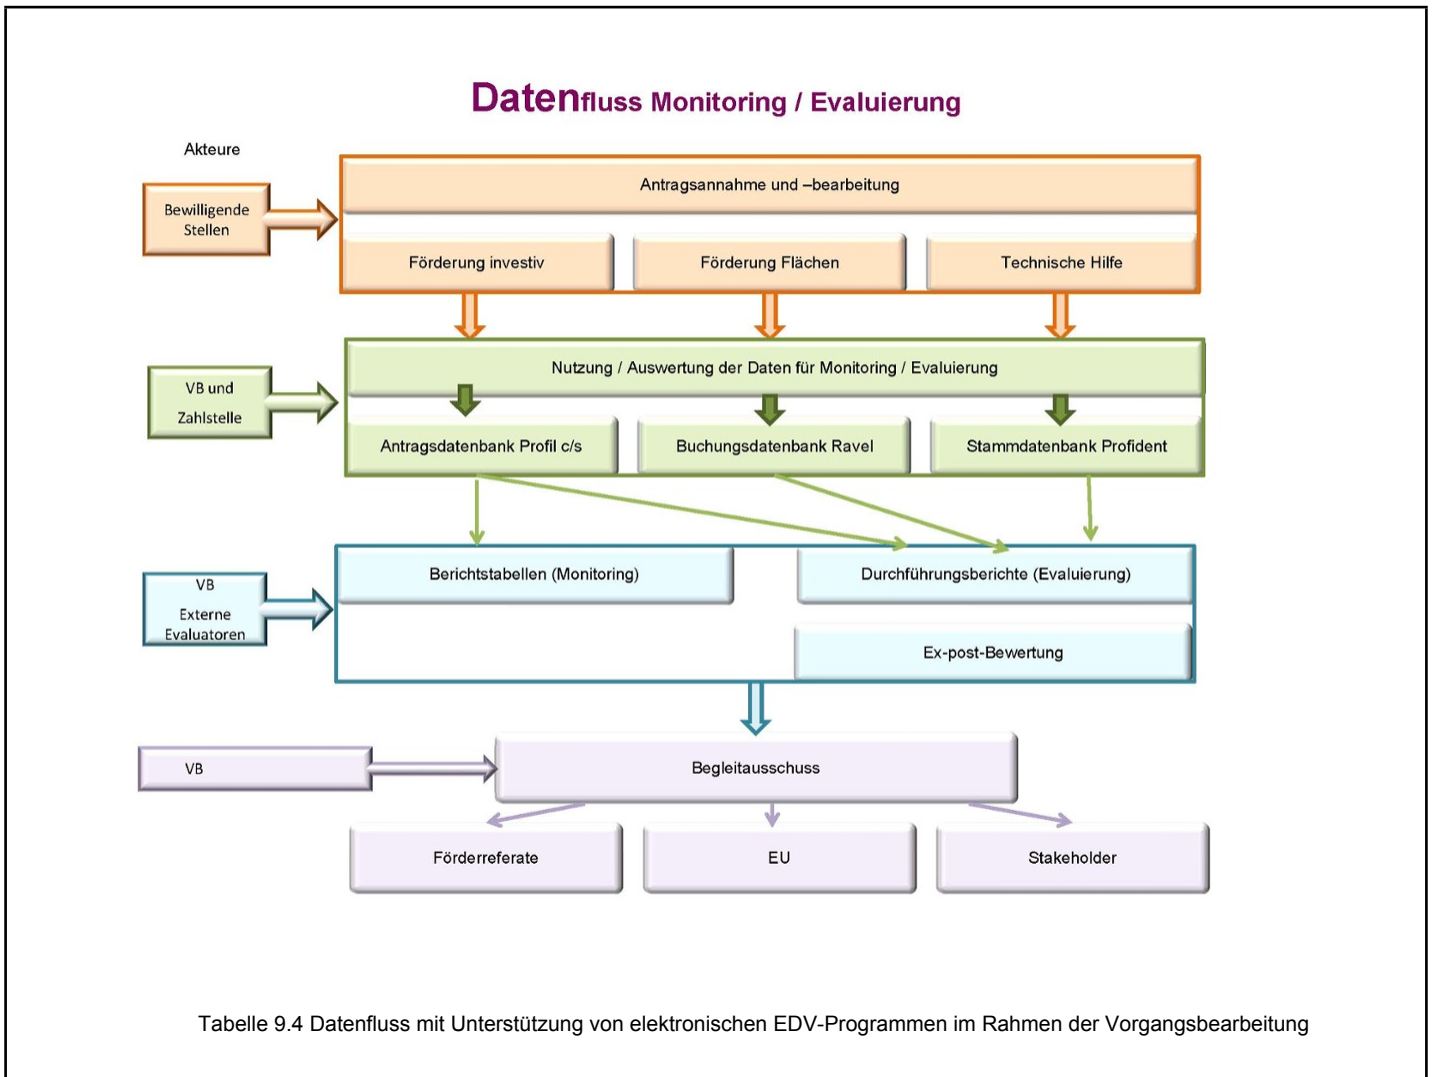 Datenfluss Monitoring / Evaluierung
Akteure
Bewilligende
Stellen
Antragsannahme und –bearbeitung
Förderung investiv
Förderung Flächen
Technische Hilfe
VB und
Zahlstelle
Nutzung / Auswertung der Daten für Monitoring / Evaluierung
Antragsdatenbank Profil c/s
Buchungsdatenbank Ravel
Stammdatenbank Profident
VB
Externe
Evaluatoren
Berichtstabellen (Monitoring)
Durchführungsberichte (Evaluierung)
Ex-post-Bewertung
VB
Begleitausschuss
Förderreferate
EU
Stakeholder
Tabelle 9.4 Datenfluss mit Unterstützung von elektronischen EDV-Programmen im Rahmen der Vorgangsbearbeitung